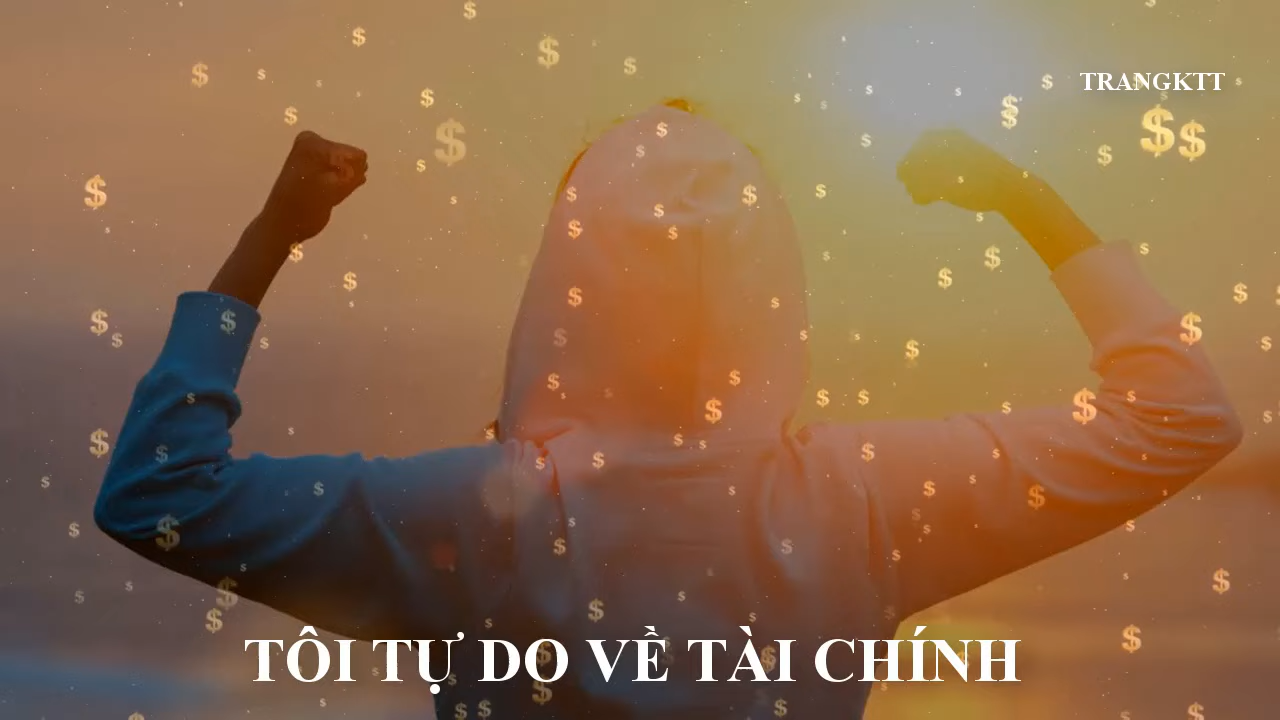 TRANGKTT
TÔI TỰ DO VỀ TÀI CHÍNH